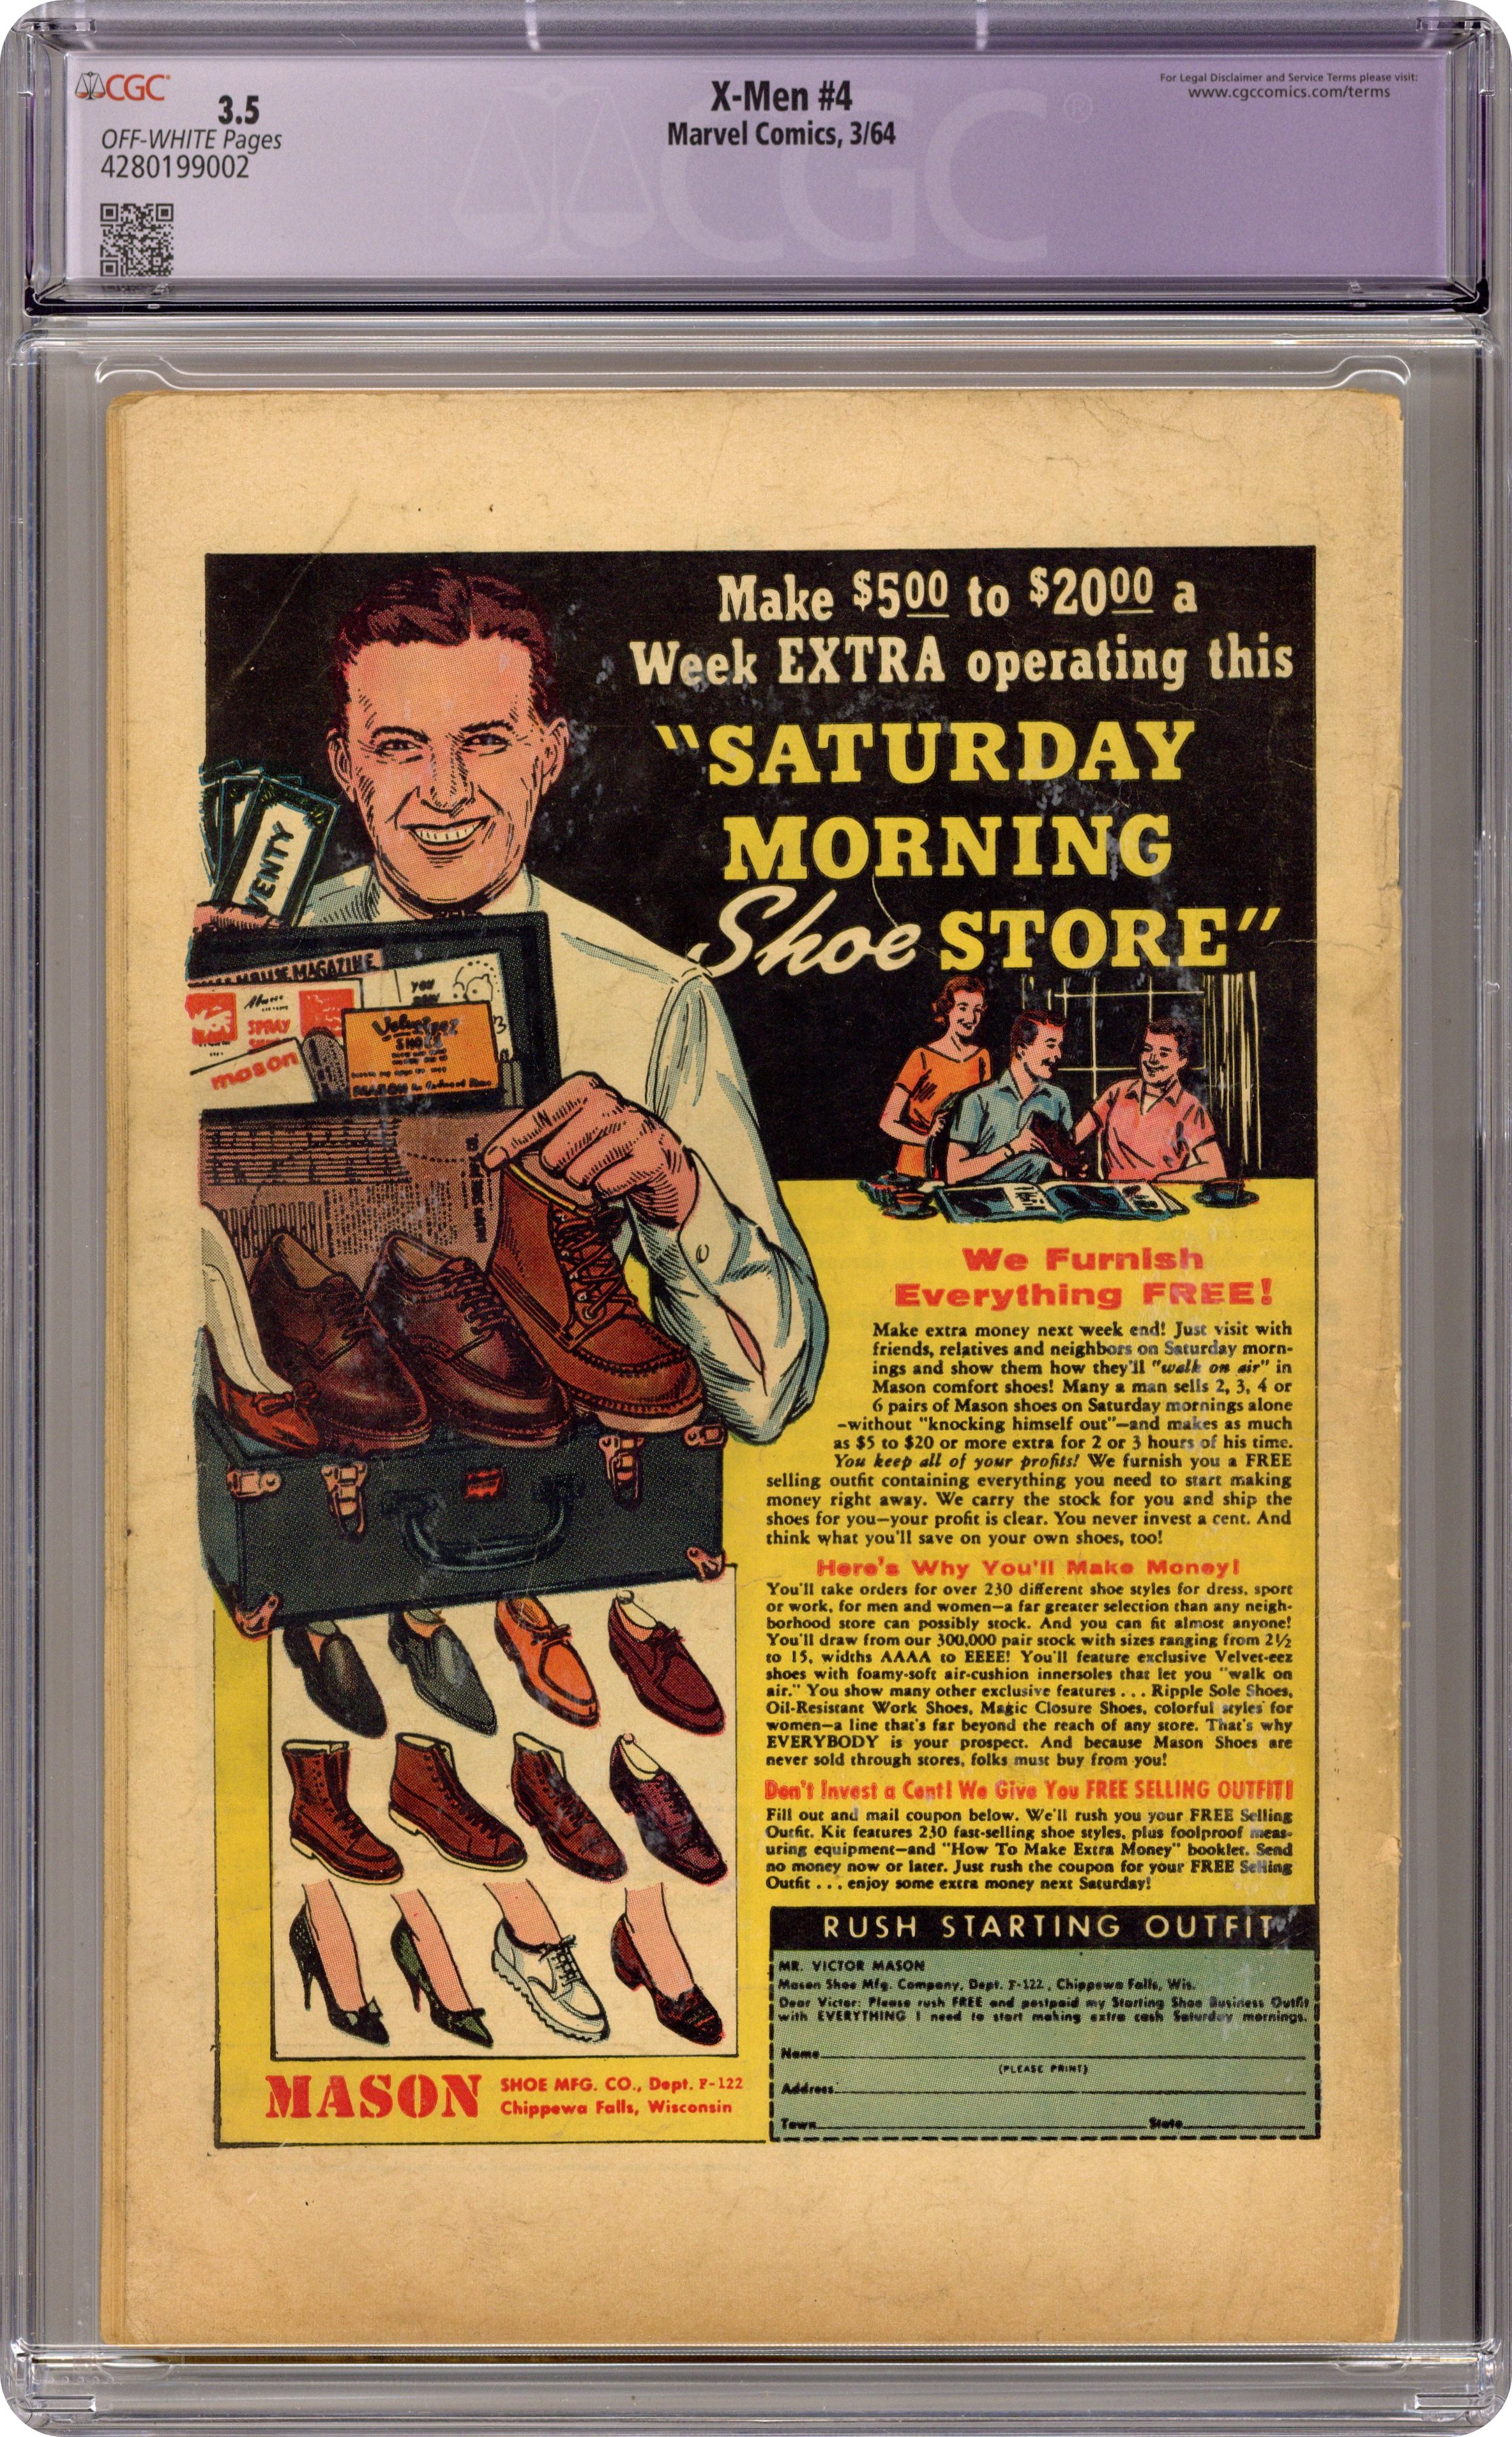 CGC
3.5
OFF-WHITE Pages
4280199002
X-Men #4
Marvel Comics, 3/64
For Legal Disclaimer and Service Terms please visit:
www.cgccomics.com/terms
CGC
Make $500 to $2000 a
Week EXTRA operating this
"SATURDAY
MORNING
Shoe STORE"
VENTY
HOUSE MAGAZINE
SPRAY
mason
Velvet-eez
SHOES
We Furnish
Everything FREE!
Make extra money next week end! Just visit with
friends, relatives and neighbors on Saturday morn-
ings and show them how they'll "walk on air" in
Mason comfort shoes! Many a man sells 2, 3, 4 or
6 pairs of Mason shoes on Saturday mornings alone
-without "knocking himself out"—and makes as much
as $5 to $20 or more extra for 2 or 3 hours of his time.
You keep all of your profits! We furnish you a FREE
selling outfit containing everything you need to start making
money right away. We carry the stock for you and ship the
shoes for you—your profit is clear. You never invest a cent. And
think what you'll save on your own shoes, too!
Here's Why You'll Make Money!
You'll take orders for over 230 different shoe styles for dress, sport
or work, for men and women—a far greater selection than any neigh-
borhood store can possibly stock. And you can fit almost anyone!
You'll draw from our 300,000 pair stock with sizes ranging from 2½
to 15, widths AAAA to EEEE! You'll feature exclusive Velvet-eez
shoes with foamy-soft air-cushion innersoles that let you "walk on
air." You show many other exclusive features . . . Ripple Sole Shoes,
Oil-Resistant Work Shoes, Magic Closure Shoes, colorful styles for
women—a line that's far beyond the reach of any store. That's why
EVERYBODY is your prospect. And because Mason Shoes are
never sold through stores, folks must buy from you!
Don't Invest a Cent! We Give You FREE SELLING OUTFIT!
Fill out and mail coupon below. We'll rush you your FREE Selling
Outfit. Kit features 230 fast-selling shoe styles, plus foolproof meas-
uring equipment—and "How To Make Extra Money" booklet. Send
no money now or later. Just rush the coupon for your FREE Selling
Outfit . . . enjoy some extra money next Saturday!
RUSH STARTING OUTFIT
MR. VICTOR MASON
Mason Shoe Mfg. Company, Dept. F-122, Chippewa Falls, Wis.
Dear Victor: Please rush FREE and postpaid my Starting Shoe Business Outfit
with EVERYTHING I need to start making extra cash Saturday mornings.
Name
(PLEASE PRINT)
Address
Town State
MASON SHOE MFG. CO., Dept. F-122
Chippewa Falls, Wisconsin